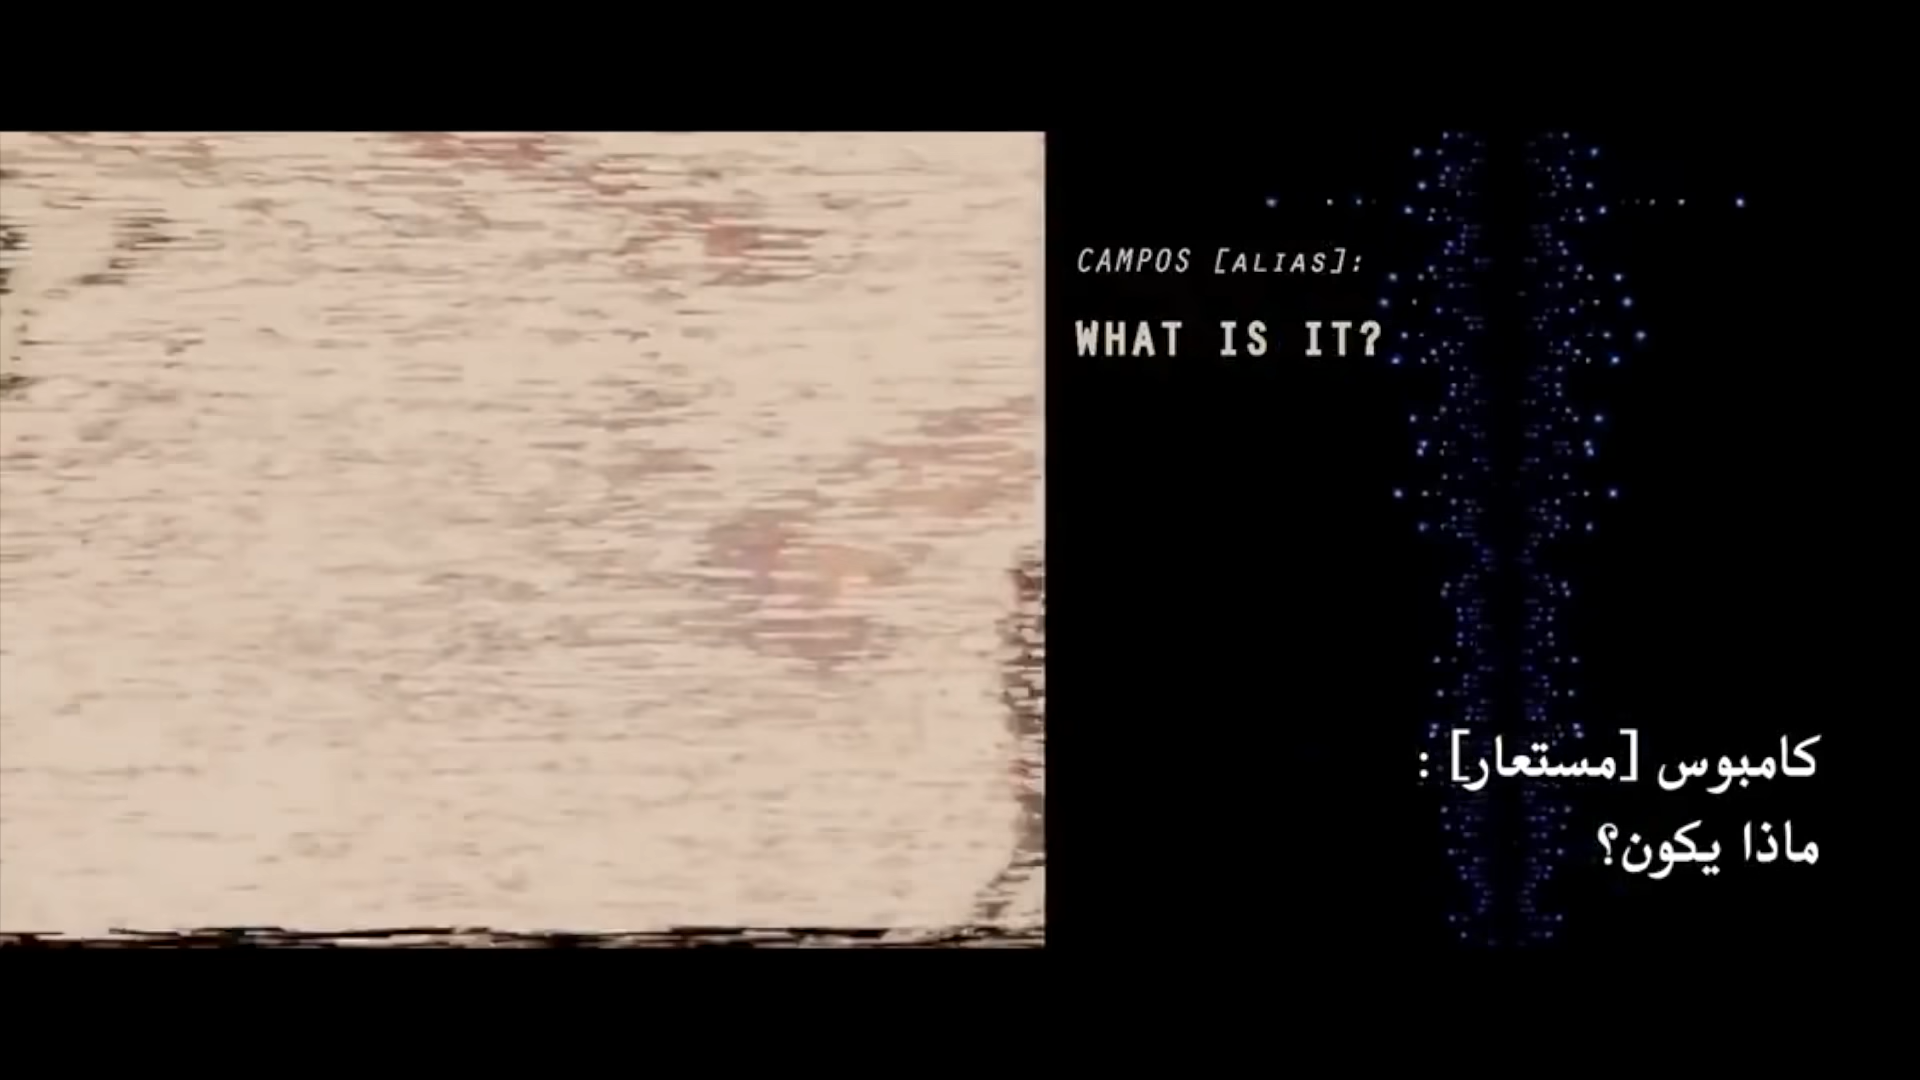 CAMPOS [ALIAS]:
WHAT IS IT?
كامبوس [مستعار] :
ماذا يكون؟